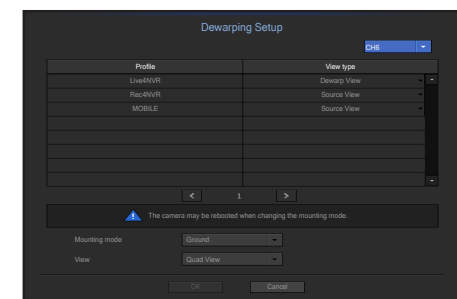 Dewarping Setup
CH6
Profile View type
Live4NVR Dewarp View
Rec4NVR Source View
MOBILE Source View
< 1 >
The camera may be rebooted when changing the mounting mode.
Mounting mode Ground
View Quad View
OK Cancel